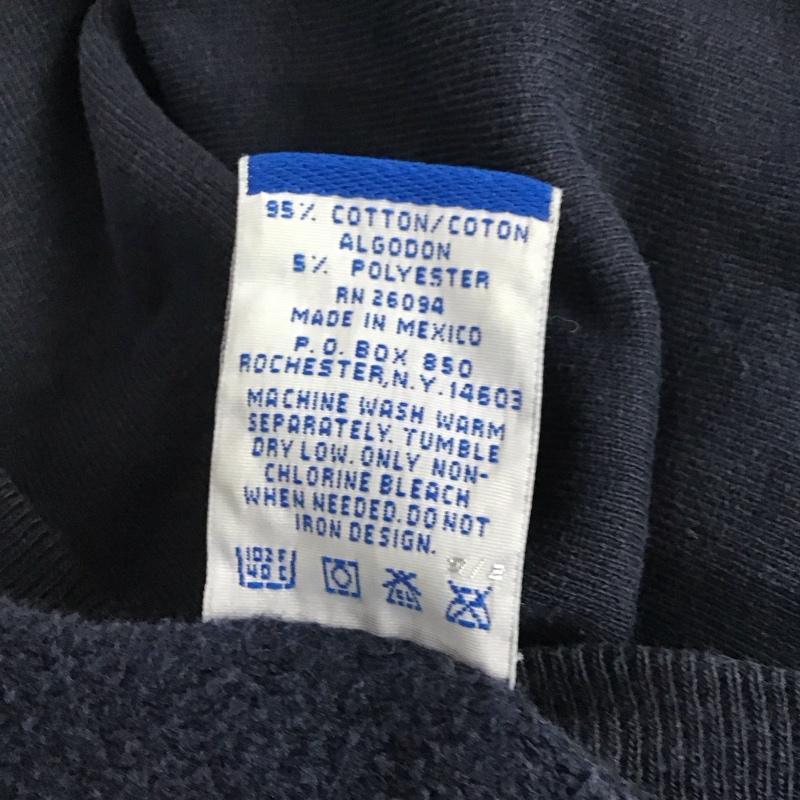 95% COTTON/COTON
ALGODON
5% POLYESTER
RN 26094
MADE IN MEXICO
P.O. BOX 850
ROCHESTER,N.Y.14603
MACHINE WASH WARM
SEPARATELY. TUMBLE
DRY LOW. ONLY NON-
CHLORINE BLEACH
WHEN NEEDED. DO NOT
IRON DESIGN.
102 F
40 C